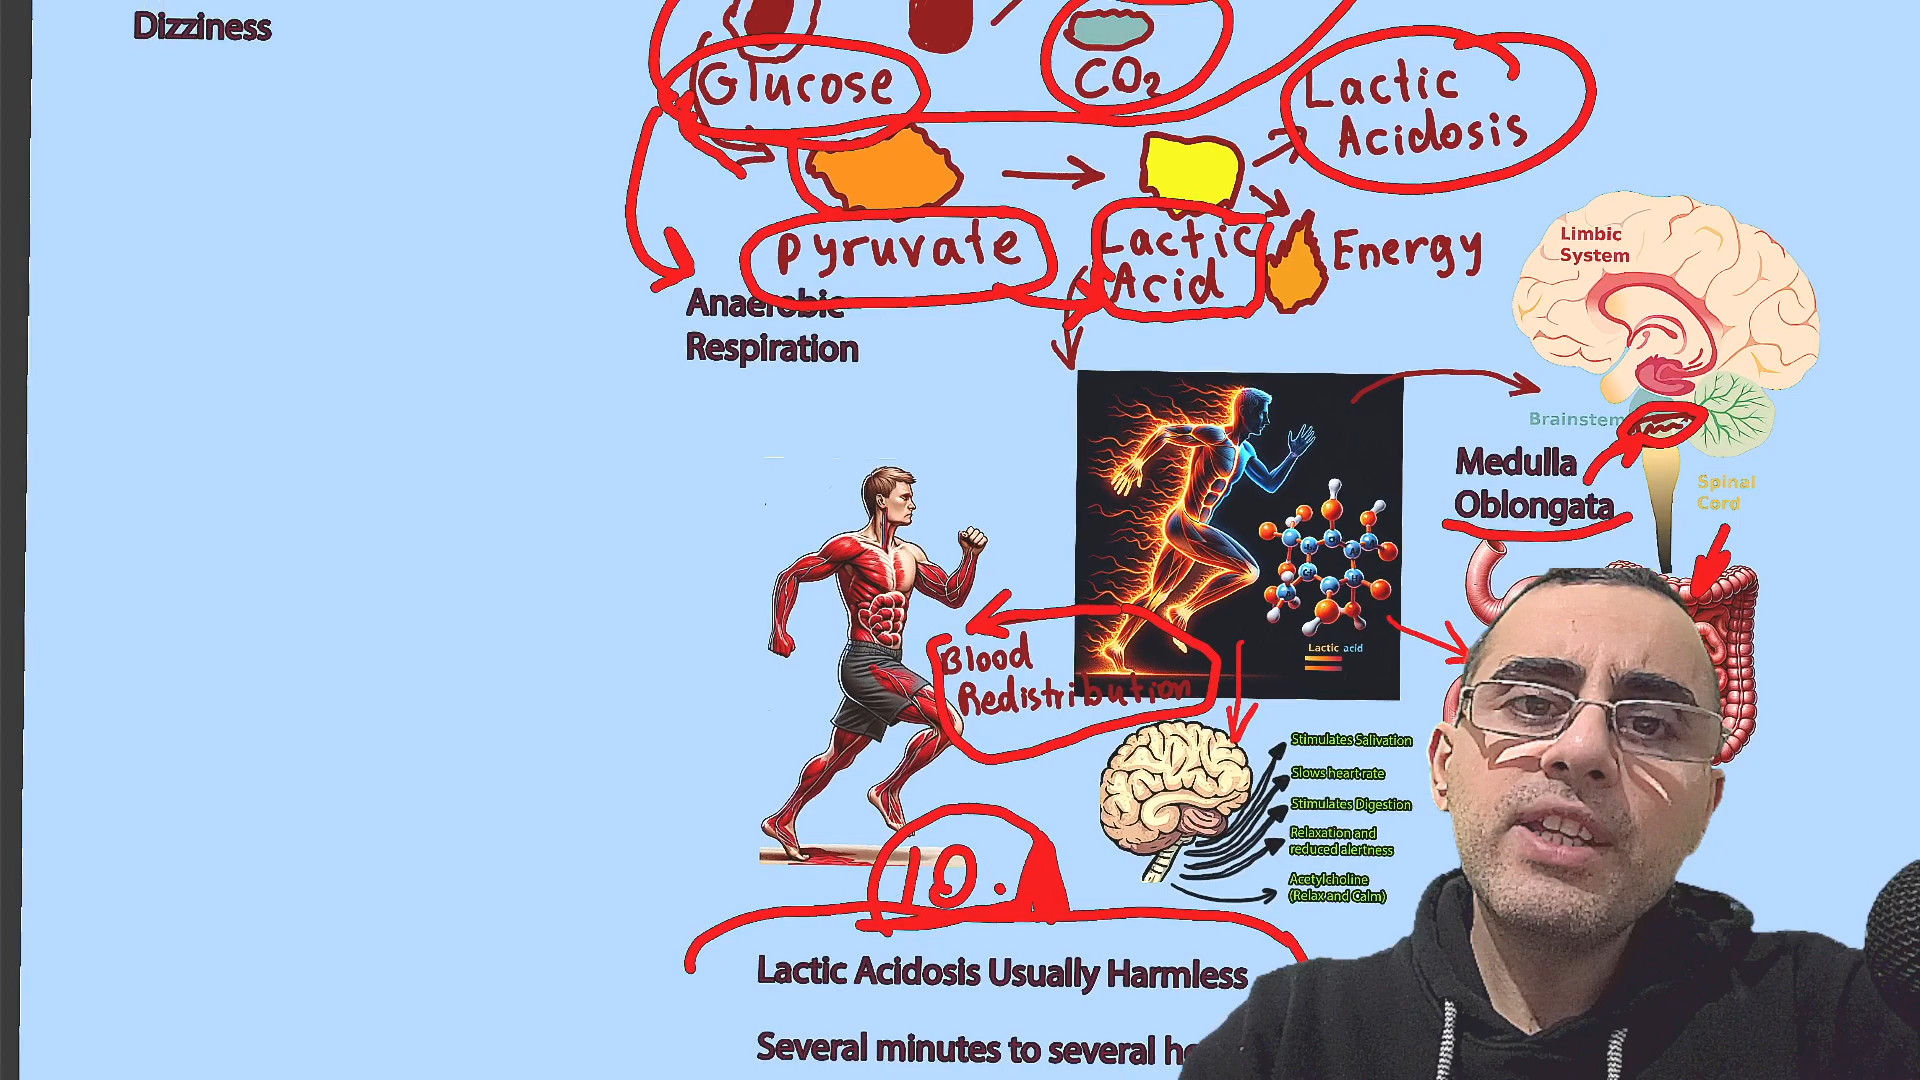 Dizziness
Glucose
CO2
Lactic
Acidosis
pyruvate
Lactic
Acid
Energy
Anaerobic
Respiration
Limbic
System
Brainstem
Medulla
Oblongata
Spinal
Cord
Blood
Redistribution
Lactic acid
Stimulates Salivation
Slows heart rate
Stimulates Digestion
Relaxation and
reduced alertness
Acetylcholine
(Relax and Calm)
10.
Lactic Acidosis Usually Harmless
Several minutes to several